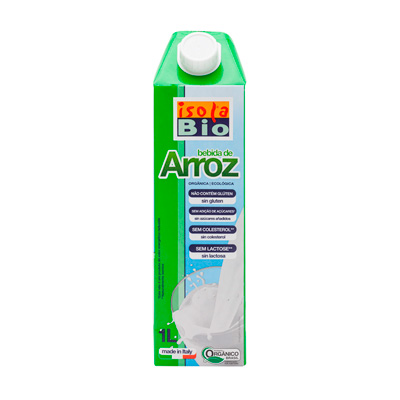 isola
Bio
bebida de
Arroz
ORGÂNICA | ECOLÓGICA
NÃO CONTÉM GLÚTEN
sin gluten
SEM ADIÇÃO DE AÇÚCARES*
sin azúcares añadidos
SEM COLESTEROL**
sin colesterol
SEM LACTOSE**
sin lactosa
1L
made in Italy
PRODUTO
ORGÂNICO
BRASIL